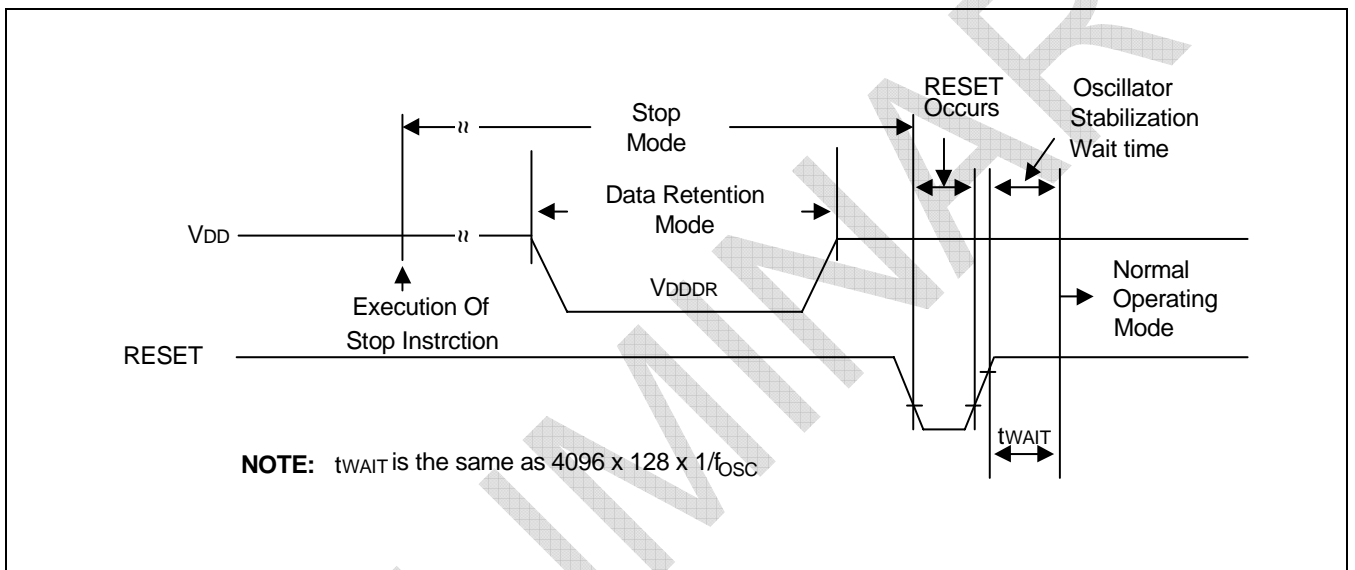 RESET
Occurs
Oscillator
Stabilization
Wait time
Stop
Mode
Data Retention
Mode
VDD
VDDDR
Execution Of
Stop Instrction
Normal
Operating
Mode
RESET
tWAIT
NOTE: tWAIT is the same as 4096 x 128 x 1/fOSC